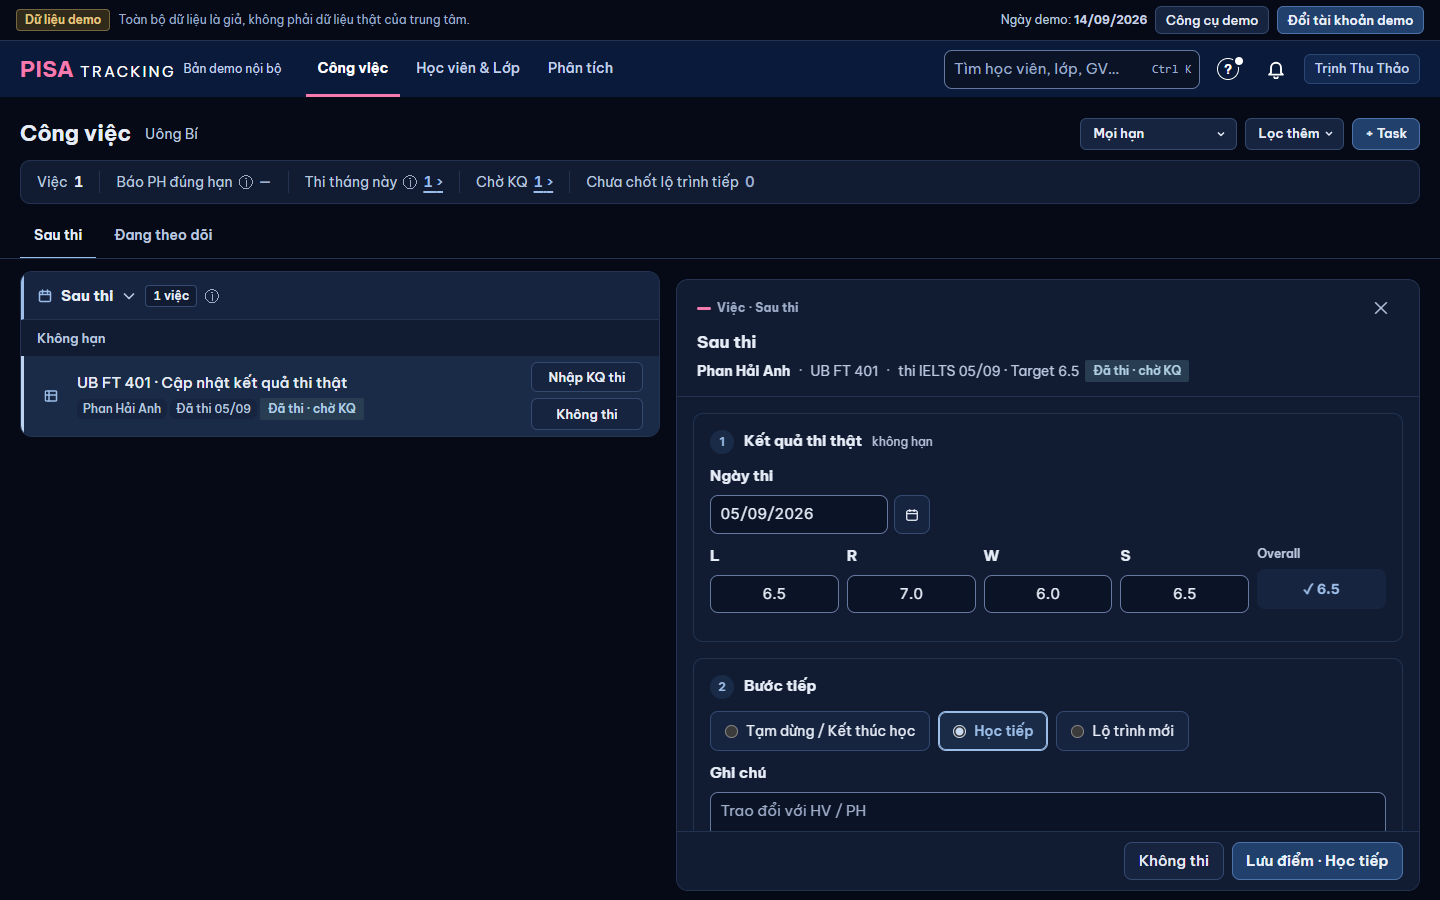 Dữ liệu demo Toàn bộ dữ liệu là giả, không phải dữ liệu thật của trung tâm. Ngày demo: 14/09/2026 Công cụ demo Đổi tài khoản demo
PISA TRACKING Bản demo nội bộ Công việc Học viên & Lớp Phân tích Tìm học viên, lớp, GV... Ctrl K ? Trịnh Thu Thảo
Công việc Uông Bí Mọi hạn Lọc thêm + Task
Việc 1 Báo PH đúng hạn — Thi tháng này 1 > Chờ KQ 1 > Chưa chốt lộ trình tiếp 0
Sau thi Đang theo dõi
Sau thi 1 việc
Không hạn
UB FT 401 · Cập nhật kết quả thi thật
Phan Hải Anh Đã thi 05/09 Đã thi · chờ KQ
Nhập KQ thi
Không thi
Việc · Sau thi
Sau thi
Phan Hải Anh · UB FT 401 · thi IELTS 05/09 · Target 6.5 Đã thi · chờ KQ
1 Kết quả thi thật không hạn
Ngày thi
05/09/2026
L R W S Overall
6.5 7.0 6.0 6.5 ✓ 6.5
2 Bước tiếp
Tạm dừng / Kết thúc học Học tiếp Lộ trình mới
Ghi chú
Trao đổi với HV / PH
Không thi Lưu điểm · Học tiếp